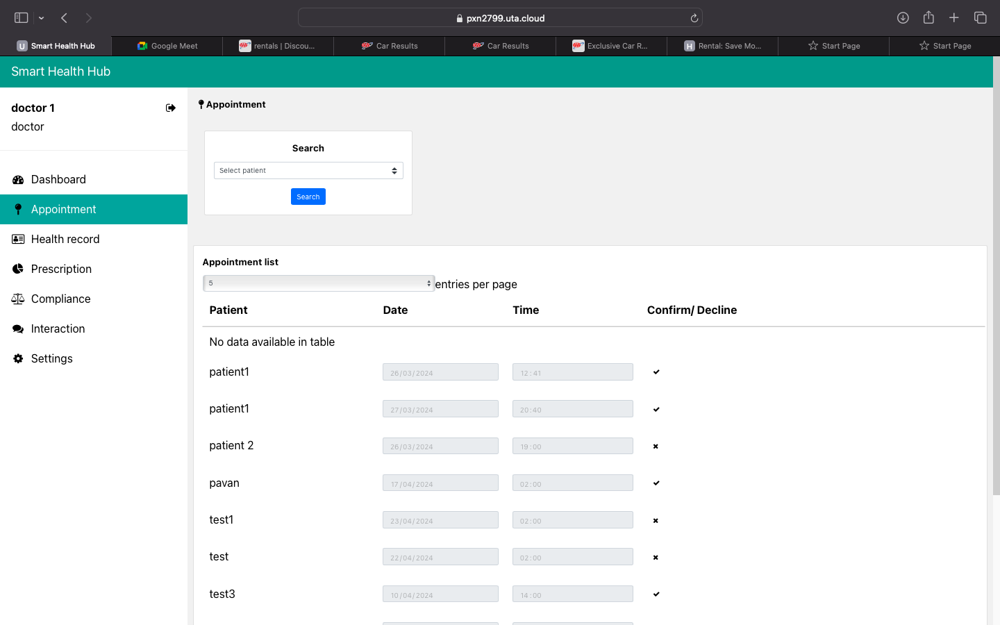 pxn2799.uta.cloud
U Smart Health Hub
Google Meet
rentals | Discou...
Car Results
Car Results
Exclusive Car R...
H Rental: Save Mo...
Start Page
Start Page
Smart Health Hub
doctor 1
doctor
Dashboard
Appointment
Health record
Prescription
Compliance
Interaction
Settings
Appointment
Search
Select patient
Search
Appointment list
5 entries per page
Patient Date Time Confirm/ Decline
No data available in table
patient1 26/03/2024 12:41
patient1 27/03/2024 20:40
patient 2 26/03/2024 19:00
pavan 17/04/2024 02:00
test1 23/04/2024 02:00
test 22/04/2024 02:00
test3 10/04/2024 14:00